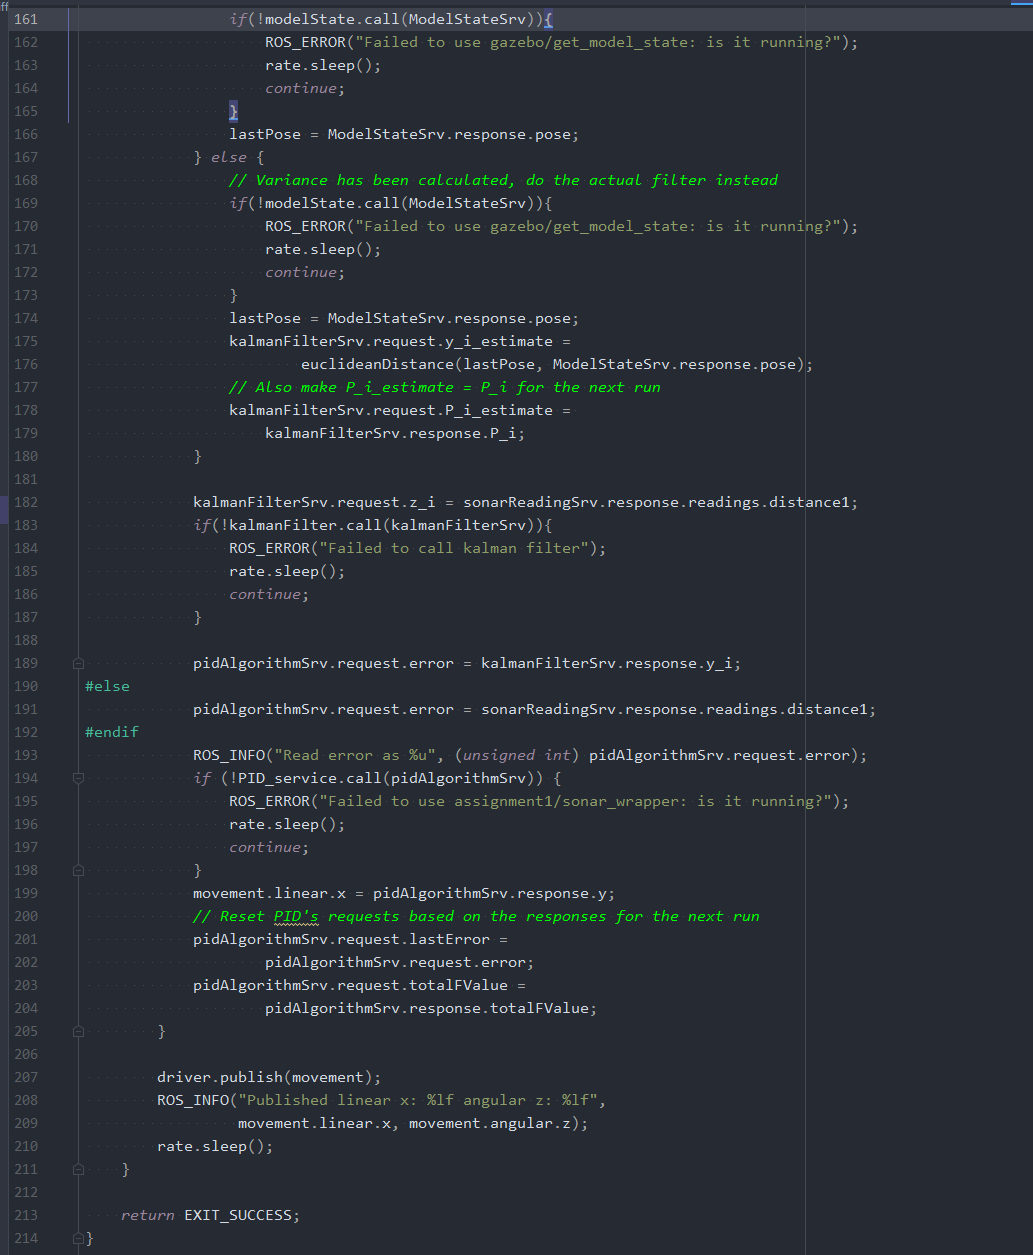 ff
161 if(!modelState.call(ModelStateSrv)){
162 ROS_ERROR("Failed to use gazebo/get_model_state: is it running?");
163 rate.sleep();
164 continue;
165 }
166 lastPose = ModelStateSrv.response.pose;
167 } else {
168 // Variance has been calculated, do the actual filter instead
169 if(!modelState.call(ModelStateSrv)){
170 ROS_ERROR("Failed to use gazebo/get_model_state: is it running?");
171 rate.sleep();
172 continue;
173 }
174 lastPose = ModelStateSrv.response.pose;
175 kalmanFilterSrv.request.y_i_estimate =
176 euclideanDistance(lastPose, ModelStateSrv.response.pose);
177 // Also make P_i_estimate = P_i for the next run
178 kalmanFilterSrv.request.P_i_estimate =
179 kalmanFilterSrv.response.P_i;
180 }
181
182 kalmanFilterSrv.request.z_i = sonarReadingSrv.response.readings.distance1;
183 if(!kalmanFilter.call(kalmanFilterSrv)){
184 ROS_ERROR("Failed to call kalman filter");
185 rate.sleep();
186 continue;
187 }
188
189 pidAlgorithmSrv.request.error = kalmanFilterSrv.response.y_i;
190 #else
191 pidAlgorithmSrv.request.error = sonarReadingSrv.response.readings.distance1;
192 #endif
193 ROS_INFO("Read error as %u", (unsigned int) pidAlgorithmSrv.request.error);
194 if (!PID_service.call(pidAlgorithmSrv)) {
195 ROS_ERROR("Failed to use assignment1/sonar_wrapper: is it running?");
196 rate.sleep();
197 continue;
198 }
199 movement.linear.x = pidAlgorithmSrv.response.y;
200 // Reset PID's requests based on the responses for the next run
201 pidAlgorithmSrv.request.lastError =
202 pidAlgorithmSrv.request.error;
203 pidAlgorithmSrv.request.totalFValue =
204 pidAlgorithmSrv.response.totalFValue;
205 }
206
207 driver.publish(movement);
208 ROS_INFO("Published linear x: %lf angular z: %lf",
209 movement.linear.x, movement.angular.z);
210 rate.sleep();
211 }
212
213 return EXIT_SUCCESS;
214 }